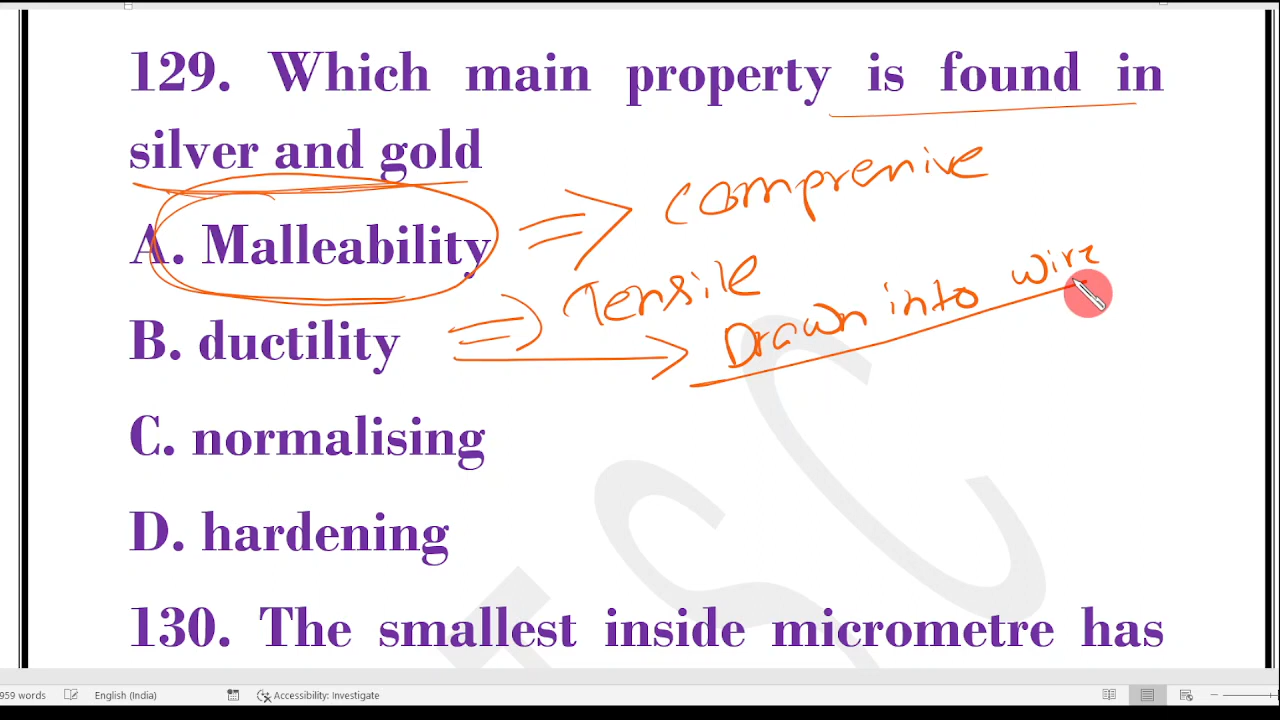 129. Which main property is found in
silver and gold
A. Malleability
⇒ comprenive
B. ductility
⇒ Tensile
Drawn into wire
C. normalising
D. hardening
130. The smallest inside micrometre has
TSC
959 words English (India) Accessibility: Investigate